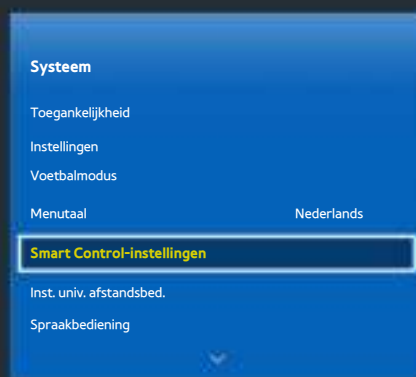 Systeem
Toegankelijkheid
Instellingen
Voetbalmodus
Menutaal Nederlands
Smart Control-instellingen
Inst. univ. afstandsbed.
Spraakbediening